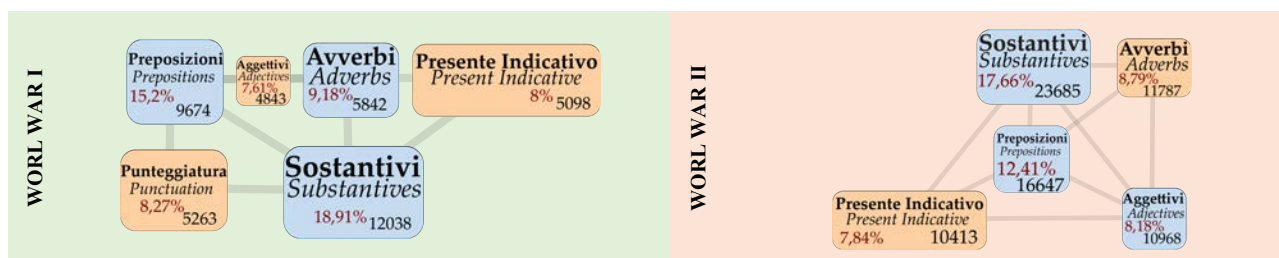 WORL WAR I
Preposizioni
Prepositions
15,2%
9674
Aggettivi
Adjectives
7,61%
4843
Avverbi
Adverbs
9,18%
5842
Presente Indicativo
Present Indicative
8% 5098
Punteggiatura
Punctuation
8,27%
5263
Sostantivi
Substantives
18,91% 12038
WORL WAR II
Sostantivi
Substantives
17,66%
23685
Avverbi
Adverbs
8,79%
11787
Preposizioni
Prepositions
12,41%
16647
Presente Indicativo
Present Indicative
7,84% 10413
Aggettivi
Adjectives
8,18%
10968